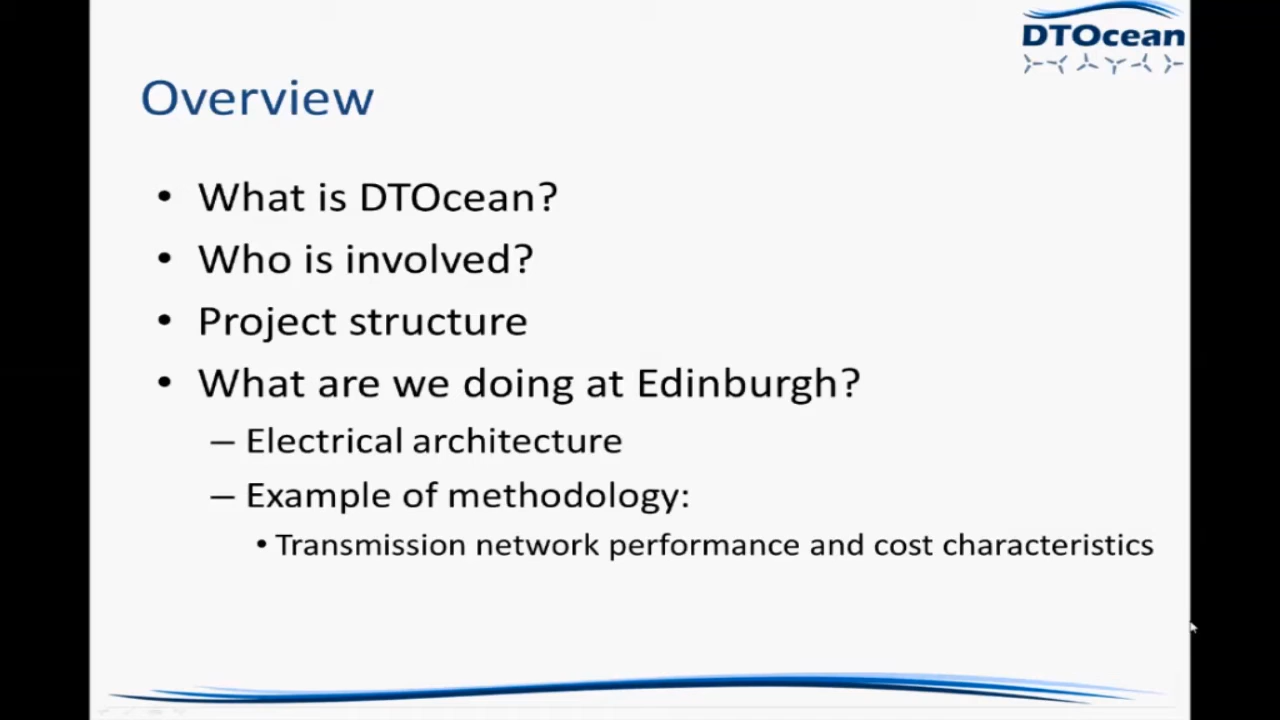 DTOcean
Overview
• What is DTOcean?
• Who is involved?
• Project structure
• What are we doing at Edinburgh?
– Electrical architecture
– Example of methodology:
• Transmission network performance and cost characteristics